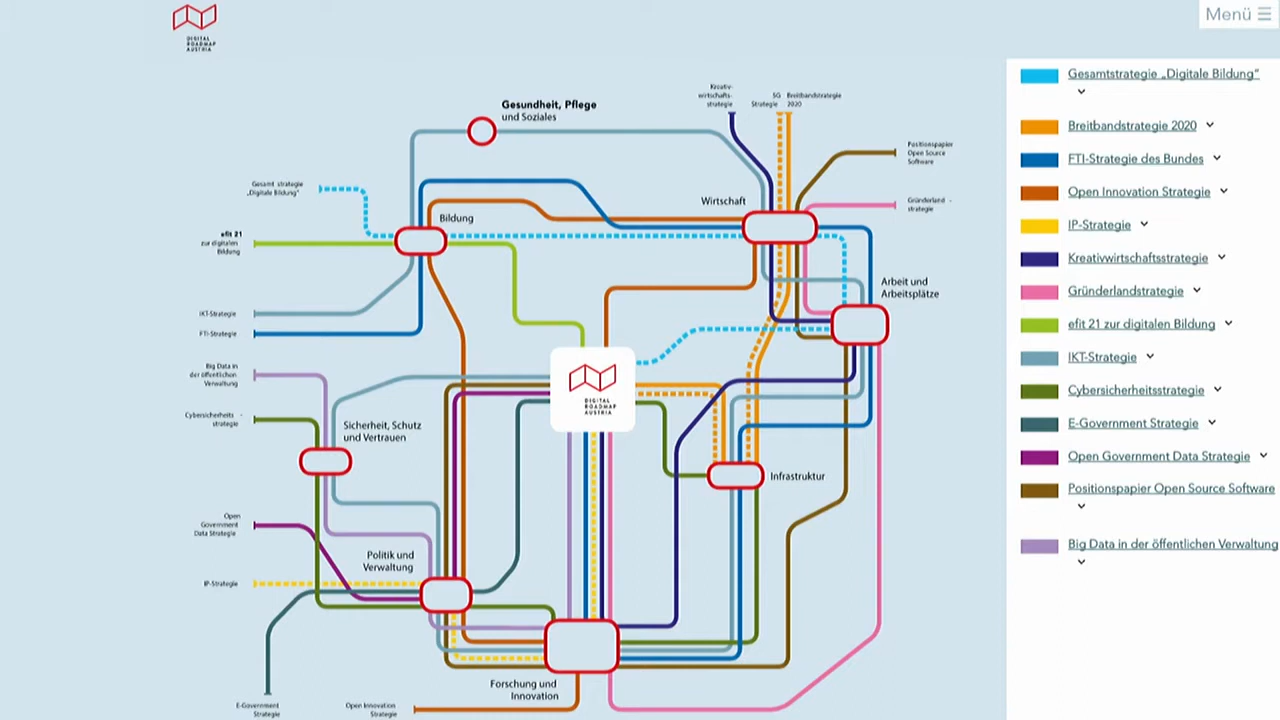 DIGITAL
ROADMAP
AUSTRIA
Menü
Gesundheit, Pflege
und Soziales
Kreativ-
wirtschafts-
strategie
5G
Strategie
Breitbandstrategie
2020
Positionspapier
Open Source
Software
Gründerland -
strategie
Wirtschaft
Gesamt strategie
„Digitale Bildung“
Bildung
efit 21
zur digitalen
Bildung
Arbeit und
Arbeitsplätze
IKT-Strategie
FTI-Strategie
Big Data in
der öffentlichen
Verwaltung
DIGITAL
ROADMAP
AUSTRIA
Cybersicherheits -
strategie
Sicherheit, Schutz
und Vertrauen
Infrastruktur
Open
Government
Data Strategie
Politik und
Verwaltung
IP-Strategie
Forschung und
Innovation
E-Government
Strategie
Open Innovation
Strategie
Gesamtstrategie „Digitale Bildung“
Breitbandstrategie 2020
FTI-Strategie des Bundes
Open Innovation Strategie
IP-Strategie
Kreativwirtschaftsstrategie
Gründerlandstrategie
efit 21 zur digitalen Bildung
IKT-Strategie
Cybersicherheitsstrategie
E-Government Strategie
Open Government Data Strategie
Positionspapier Open Source Software
Big Data in der öffentlichen Verwaltung